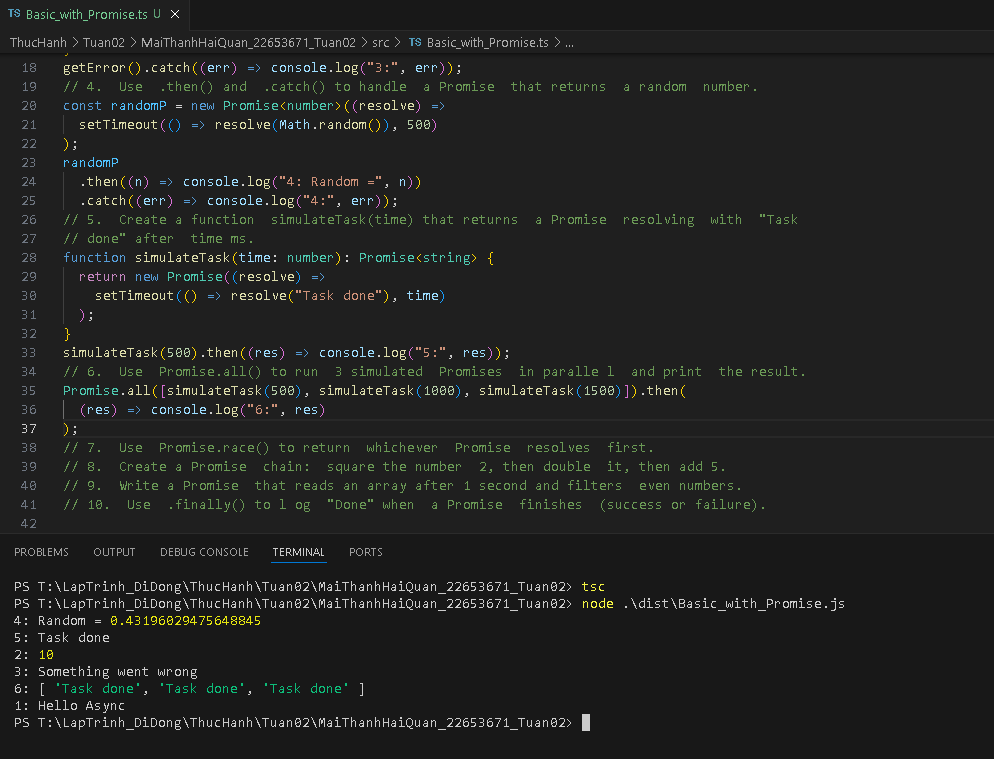 TS Basic_with_Promise.ts U ×
ThucHanh > Tuan02 > MaiThanhHaiQuan_22653671_Tuan02 > src > TS Basic_with_Promise.ts > ...
18 getError().catch((err) => console.log("3:", err));
19 // 4.  Use  .then() and  .catch() to handle  a Promise  that returns  a random  number.
20 const randomP = new Promise<number>((resolve) =>
21   setTimeout(() => resolve(Math.random()), 500)
22 );
23 randomP
24   .then((n) => console.log("4: Random =", n))
25   .catch((err) => console.log("4:", err));
26 // 5.  Create a function  simulateTask(time) that returns  a Promise  resolving  with  "Task
27 // done" after  time ms.
28 function simulateTask(time: number): Promise<string> {
29   return new Promise((resolve) =>
30     setTimeout(() => resolve("Task done"), time)
31   );
32 }
33 simulateTask(500).then((res) => console.log("5:", res));
34 // 6.  Use  Promise.all() to run  3 simulated  Promises  in paralle l  and print  the result.
35 Promise.all([simulateTask(500), simulateTask(1000), simulateTask(1500)]).then(
36   (res) => console.log("6:", res)
37 );
38 // 7.  Use  Promise.race() to return  whichever  Promise  resolves  first.
39 // 8.  Create a Promise  chain:  square the number  2, then double  it, then add 5.
40 // 9.  Write a Promise  that reads an array after 1 second and filters  even numbers.
41 // 10.  Use  .finally() to l og  "Done" when  a Promise  finishes  (success or failure).
42
PROBLEMS OUTPUT DEBUG CONSOLE TERMINAL PORTS
PS T:\LapTrinh_DiDong\ThucHanh\Tuan02\MaiThanhHaiQuan_22653671_Tuan02> tsc
PS T:\LapTrinh_DiDong\ThucHanh\Tuan02\MaiThanhHaiQuan_22653671_Tuan02> node .\dist\Basic_with_Promise.js
4: Random = 0.43196029475648845
5: Task done
2: 10
3: Something went wrong
6: [ 'Task done', 'Task done', 'Task done' ]
1: Hello Async
PS T:\LapTrinh_DiDong\ThucHanh\Tuan02\MaiThanhHaiQuan_22653671_Tuan02>